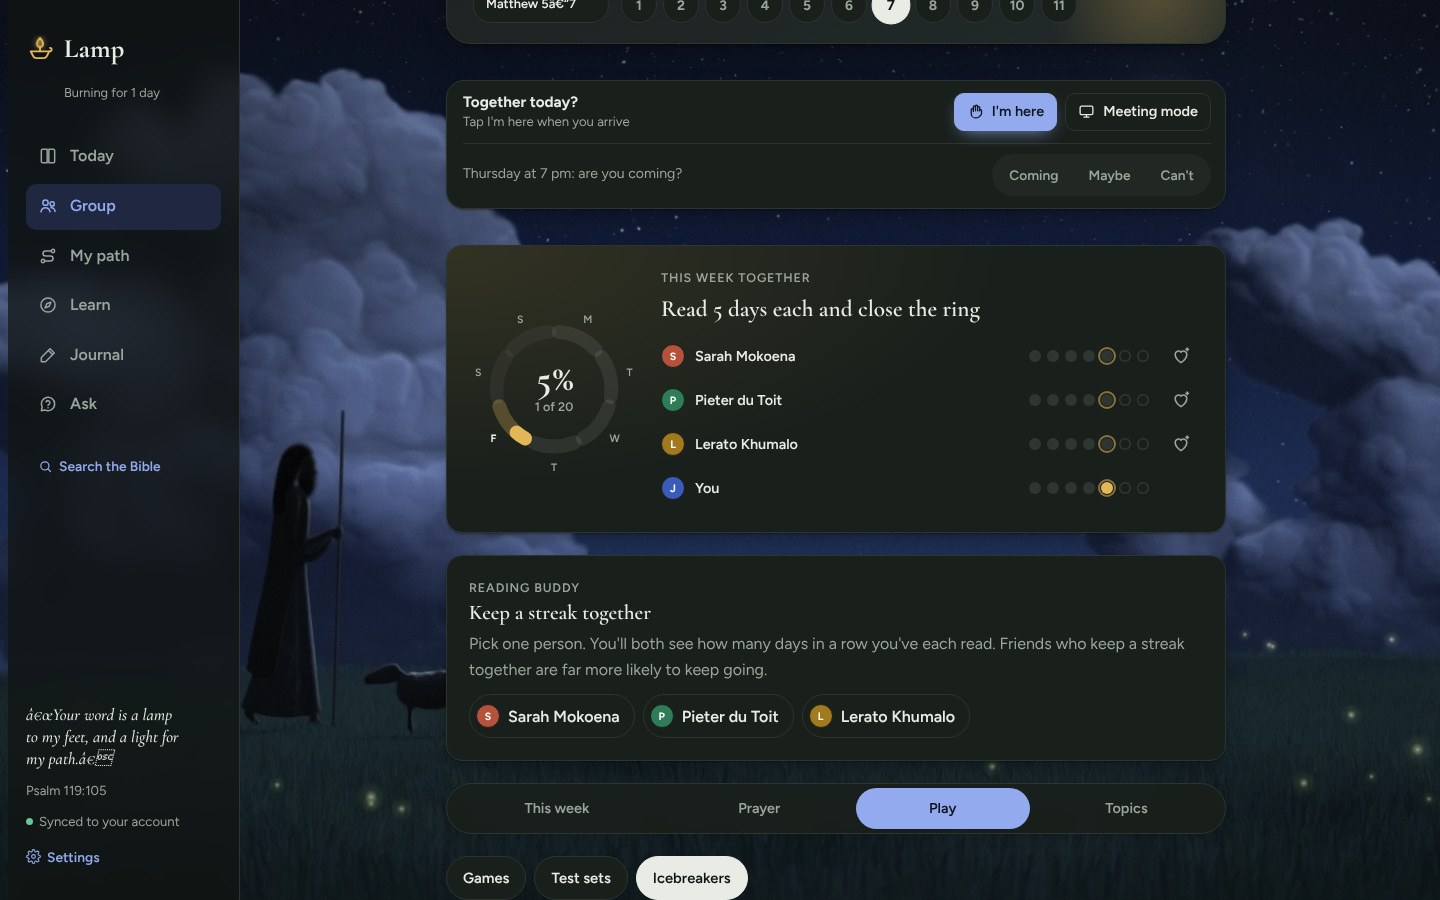 Lamp
Burning for 1 day
Today
Group
My path
Learn
Journal
Ask
Search the Bible
“Your word is a lamp
to my feet, and a light for
my path.â€
Psalm 119:105
Synced to your account
Settings
Matthew 5–7
1 2 3 4 5 6 7 8 9 10 11
Together today?
Tap I'm here when you arrive
I'm here
Meeting mode
Thursday at 7 pm: are you coming?
Coming
Maybe
Can't
S M
S T
F W
T
5%
1 of 20
THIS WEEK TOGETHER
Read 5 days each and close the ring
S Sarah Mokoena
P Pieter du Toit
L Lerato Khumalo
J You
READING BUDDY
Keep a streak together
Pick one person. You'll both see how many days in a row you've each read. Friends who keep a streak
together are far more likely to keep going.
S Sarah Mokoena
P Pieter du Toit
L Lerato Khumalo
This week
Prayer
Play
Topics
Games
Test sets
Icebreakers